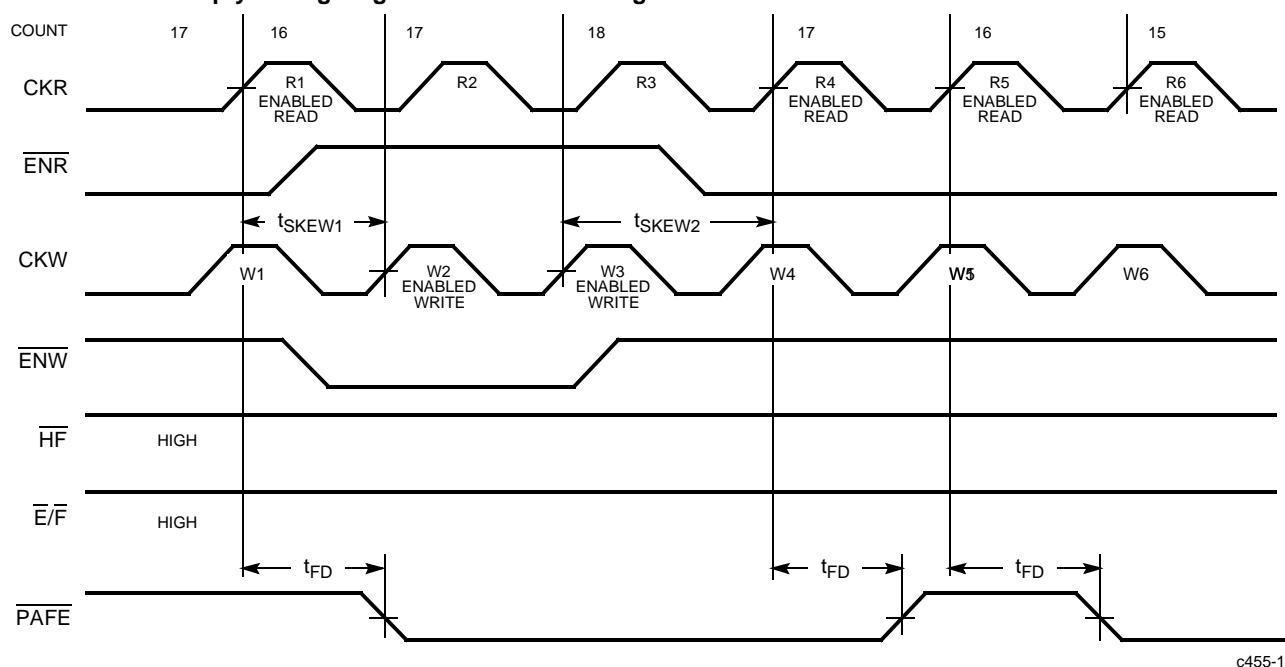 COUNT 17 16 17 18 17 16 15
CKR R1 ENABLED READ R2 R3 R4 ENABLED READ R5 ENABLED READ R6 ENABLED READ
ENR
tSKEW1 tSKEW2
CKW W1 W2 ENABLED WRITE W3 ENABLED WRITE W4 W6
ENW
HF HIGH
E/F HIGH
tFD tFD tFD
PAFE
c455-1